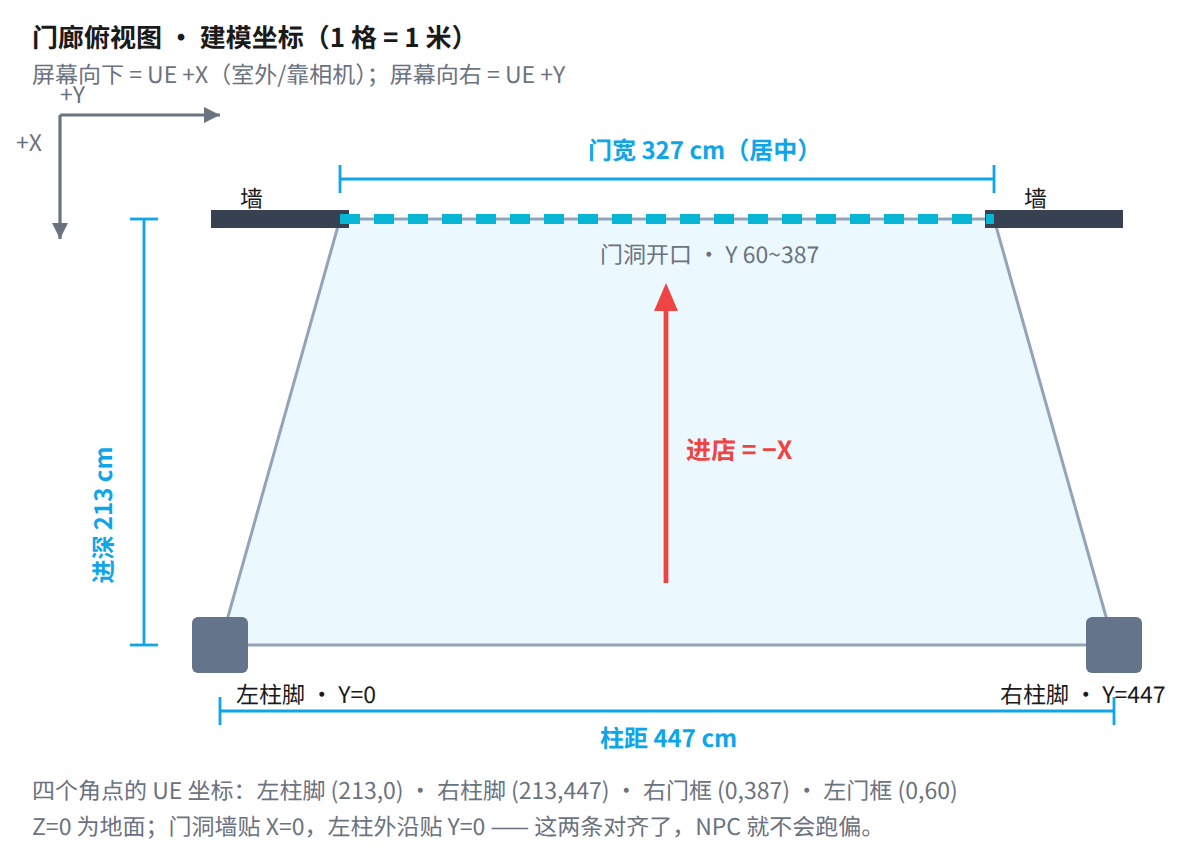 门廊俯视图 · 建模坐标（1 格 = 1 米）
屏幕向下 = UE +X（室外/靠相机）；屏幕向右 = UE +Y
+Y
+X
门宽 327 cm（居中）
墙
墙
门洞开口 · Y 60~387
进店 = −X
进深 213 cm
左柱脚 · Y=0
右柱脚 · Y=447
柱距 447 cm
四个角点的 UE 坐标：左柱脚 (213,0) · 右柱脚 (213,447) · 右门框 (0,387) · 左门框 (0,60)
Z=0 为地面；门洞墙贴 X=0，左柱外沿贴 Y=0 —— 这两条对齐了，NPC 就不会跑偏。